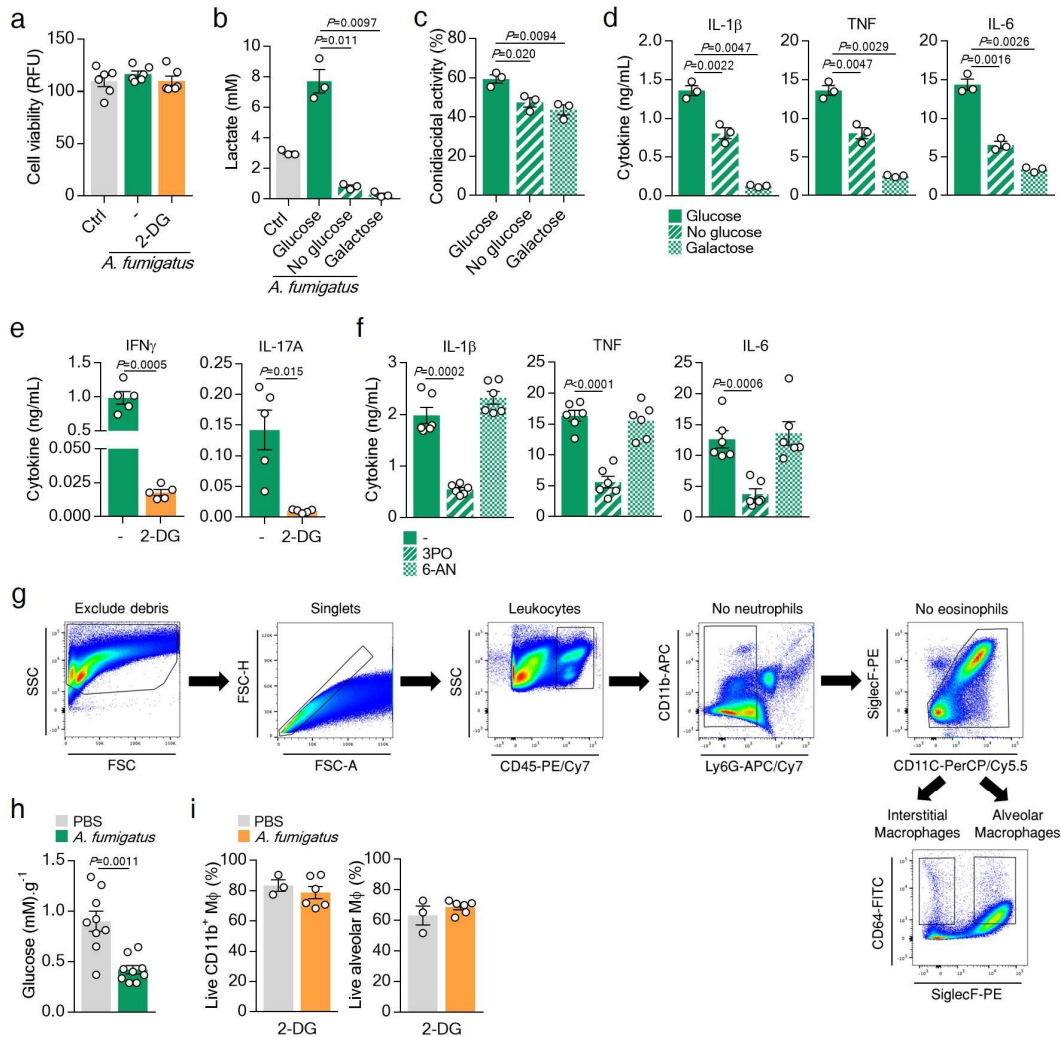 a
Cell viability (RFU)
150
100
50
0
Ctrl
-
2-DG
A. fumigatus
b
P=0.0097
P=0.011
Lactate (mM)
10
8
6
4
2
0
Ctrl
Glucose
No glucose
Galactose
A. fumigatus
c
P=0.0094
P=0.020
Conidiacidal activity (%)
80
60
40
20
0
Glucose
No glucose
Galactose
d
IL-1β
P=0.0047
P=0.0022
Cytokine (ng/mL)
2.0
1.5
1.0
0.5
0.0
TNF
P=0.0029
P=0.0047
20
15
10
5
0
IL-6
P=0.0026
P=0.0016
20
15
10
5
0
Glucose
No glucose
Galactose
e
IFNγ
P=0.0005
Cytokine (ng/mL)
1.5
1.0
0.5
0.050
0.025
0.000
-
2-DG
IL-17A
P=0.015
0.25
0.20
0.15
0.10
0.05
0.00
-
2-DG
f
IL-1β
P=0.0002
Cytokine (ng/mL)
3
2
1
0
TNF
P<0.0001
25
20
15
10
5
0
IL-6
P=0.0006
25
20
15
10
5
0
-
3PO
6-AN
g
Exclude debris
SSC
FSC
Singlets
FSC-H
FSC-A
Leukocytes
SSC
CD45-PE/Cy7
No neutrophils
CD11b-APC
Ly6G-APC/Cy7
No eosinophils
SiglecF-PE
CD11C-PerCP/Cy5.5
Interstitial Macrophages
Alveolar Macrophages
CD64-FITC
SiglecF-PE
h
PBS
A. fumigatus
P=0.0011
Glucose (mM).g⁻¹
1.5
1.0
0.5
0.0
i
PBS
A. fumigatus
Live CD11b⁺ Mϕ (%)
100
80
60
40
20
0
2-DG
Live alveolar Mϕ (%)
100
80
60
40
20
0
2-DG